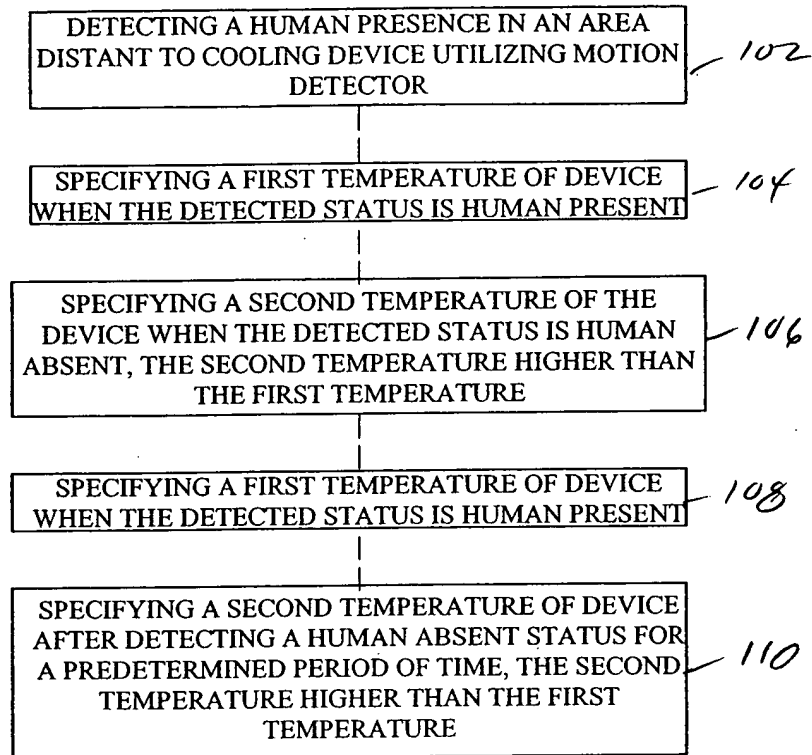 DETECTING A HUMAN PRESENCE IN AN AREA
DISTANT TO COOLING DEVICE UTILIZING MOTION
DETECTOR
102
SPECIFYING A FIRST TEMPERATURE OF DEVICE
WHEN THE DETECTED STATUS IS HUMAN PRESENT
104
SPECIFYING A SECOND TEMPERATURE OF THE
DEVICE WHEN THE DETECTED STATUS IS HUMAN
ABSENT, THE SECOND TEMPERATURE HIGHER THAN
THE FIRST TEMPERATURE
106
SPECIFYING A FIRST TEMPERATURE OF DEVICE
WHEN THE DETECTED STATUS IS HUMAN PRESENT
108
SPECIFYING A SECOND TEMPERATURE OF DEVICE
AFTER DETECTING A HUMAN ABSENT STATUS FOR
A PREDETERMINED PERIOD OF TIME, THE SECOND
TEMPERATURE HIGHER THAN THE FIRST
TEMPERATURE
110